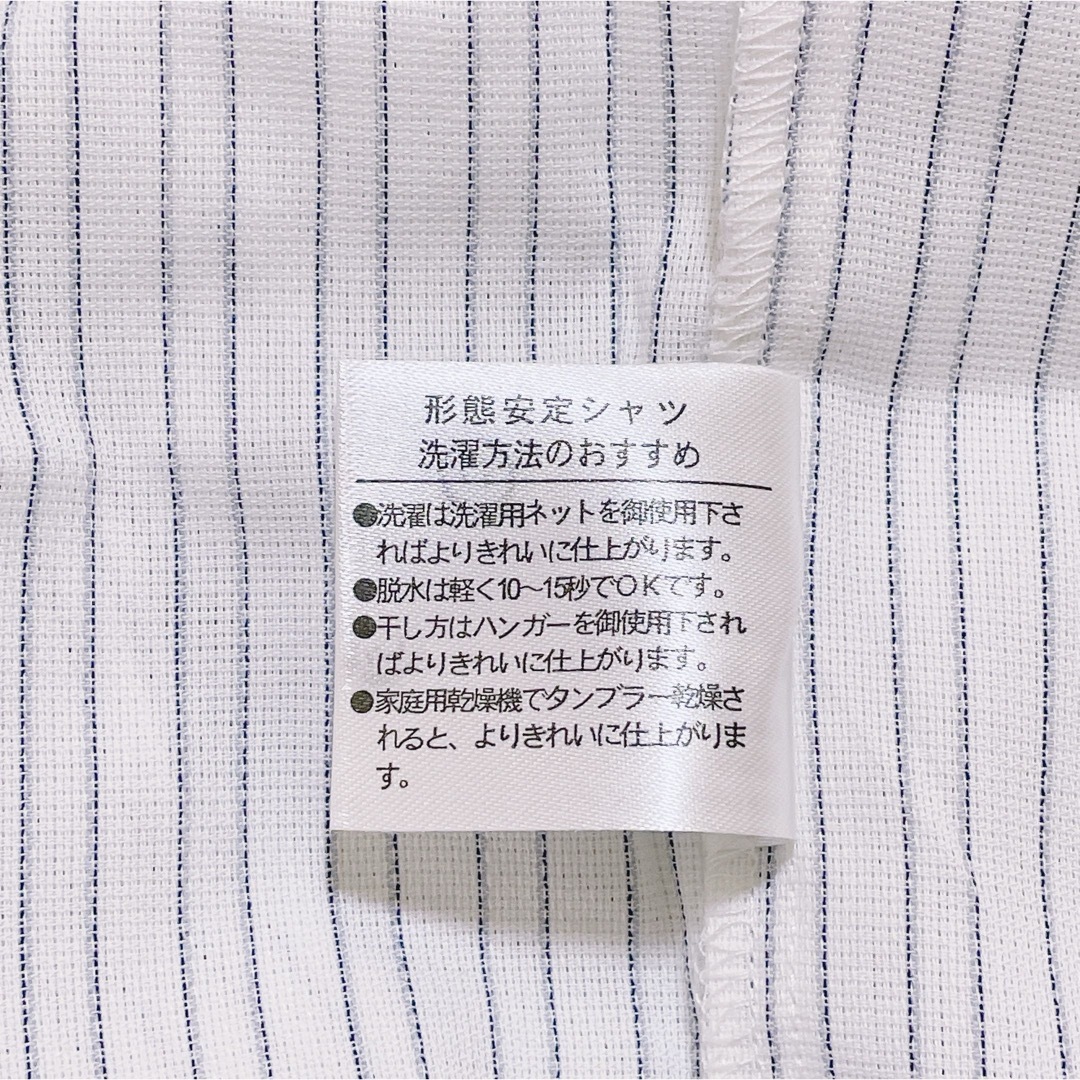 形態安定シャツ
洗濯方法のおすすめ
●洗濯は洗濯用ネットを御使用下さ
ればよりきれいに仕上がります。
●脱水は軽く10〜15秒でOKです。
●干し方はハンガーを御使用下されば
ばよりきれいに仕上がります。
●家庭用乾燥機でタンブラー乾燥さ
れると、よりきれいに仕上がりま
す。